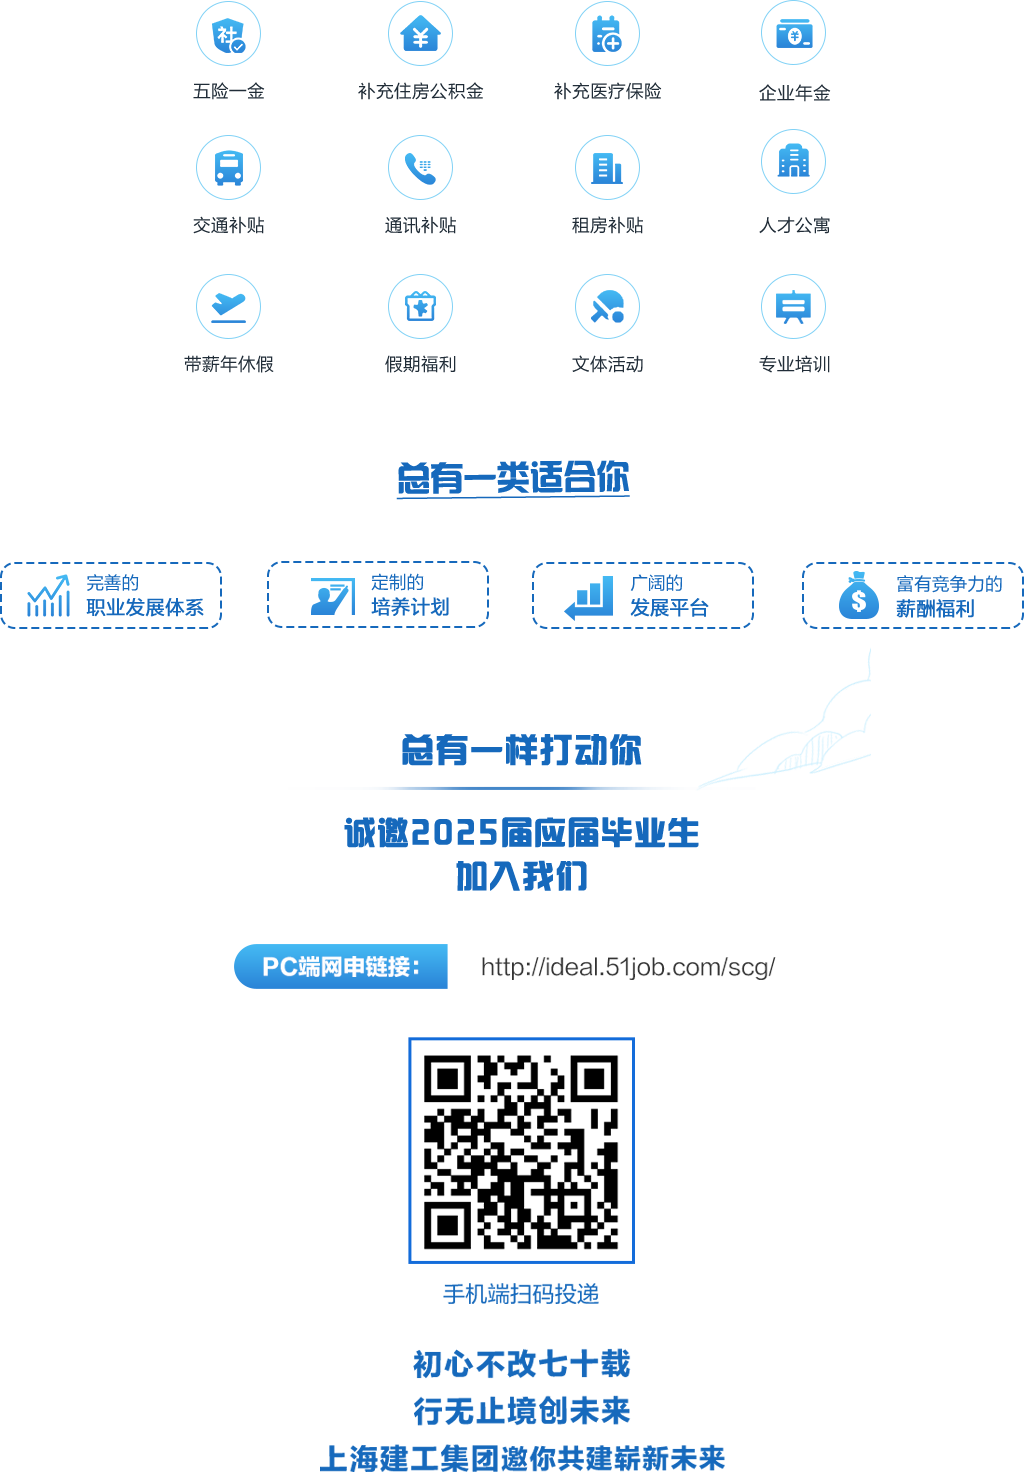 社
五险一金
补充住房公积金
补充医疗保险
企业年金
交通补贴
通讯补贴
租房补贴
人才公寓
带薪年休假
假期福利
文体活动
专业培训
总有一类适合你
完善的
职业发展体系
定制的
培养计划
广阔的
发展平台
富有竞争力的
薪酬福利
总有一样打动你
诚邀2025届应届毕业生
加入我们
PC端网申链接：
http://ideal.51job.com/scg/
手机端扫码投递
初心不改七十载
行无止境创未来
上海建工集团邀你共建崭新未来